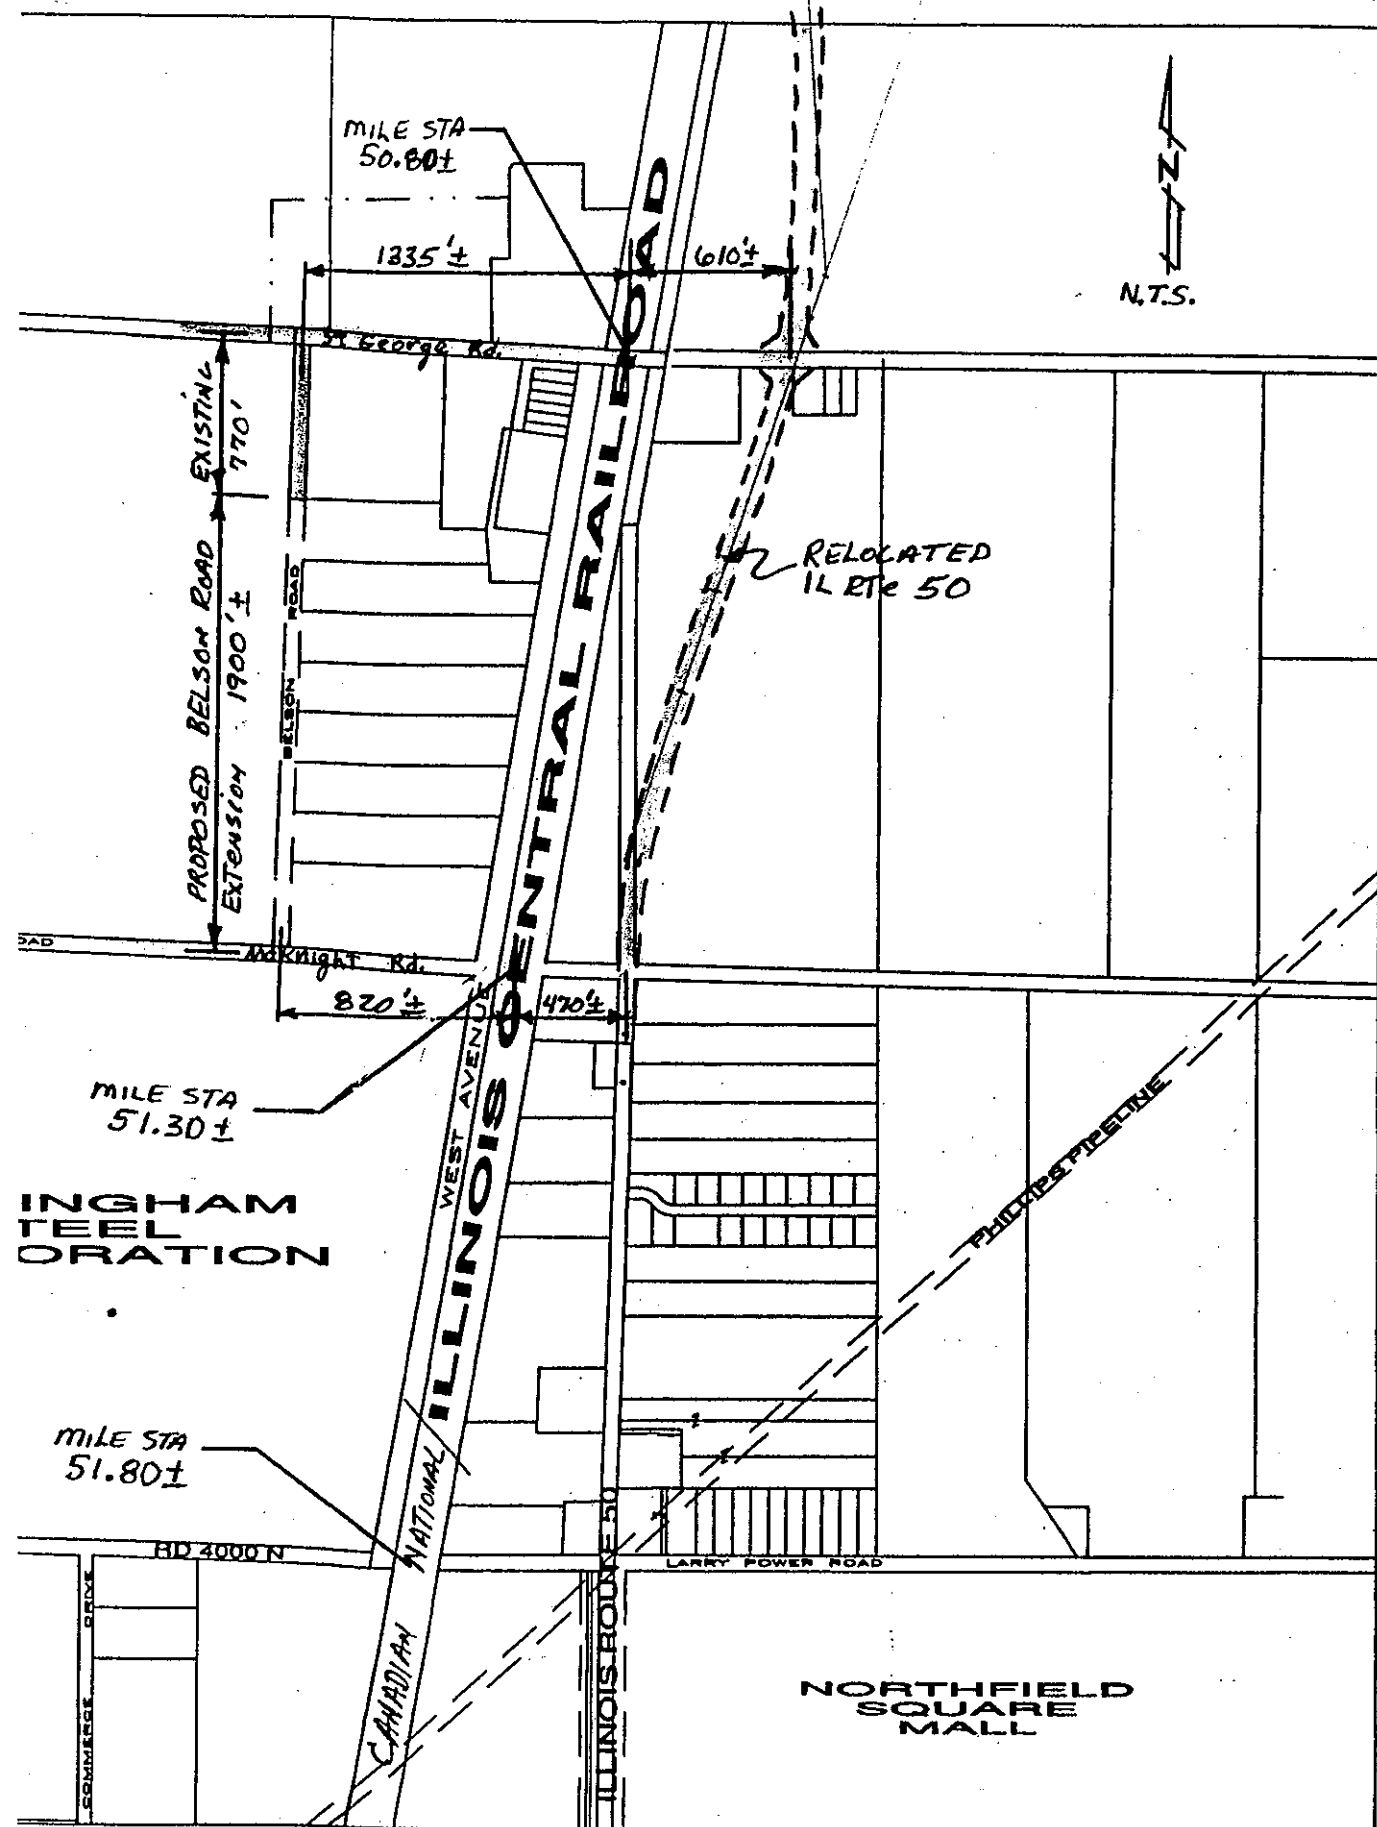 MILE STA
50.80±
1335'±
610'±
N
N.T.S.
St George Rd.
EXISTING
770'
PROPOSED BELSON ROAD
EXTENSION 1900'±
BELSON ROAD
RELOCATED
IL RTe 50
OAD
McKnight Rd.
820'±
470'±
WEST AVENUE
MILE STA
51.30±
INGHAM
TEEL
ORATION
ILLINOIS CENTRAL RAILROAD
PHILLIPS PIPELINE
MILE STA
51.80±
CANADIAN NATIONAL
RD 4000 N
LARRY POWER ROAD
COMMERCE DRIVE
ILLINOIS ROUTE 50
NORTHFIELD
SQUARE
MALL